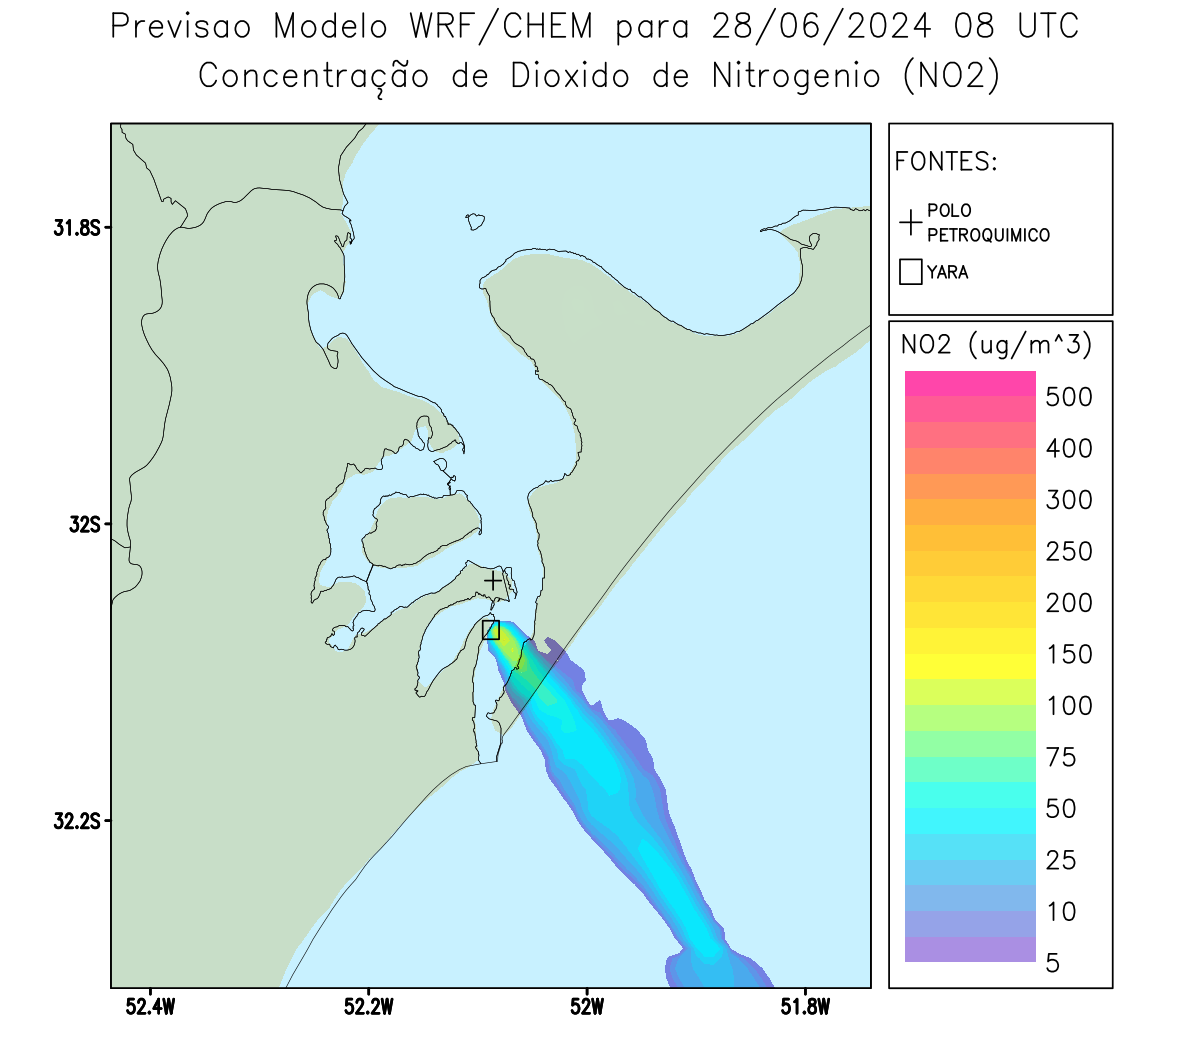 Previsao Modelo WRF/CHEM para 28/06/2024 08 UTC
Concentração de Dioxido de Nitrogenio (NO2)
FONTES:
POLO
PETROQUIMICO
YARA
31.8S
32S
32.2S
52.4W
52.2W
52W
51.8W
NO2 (ug/m^3)
500
400
300
250
200
150
100
75
50
25
10
5